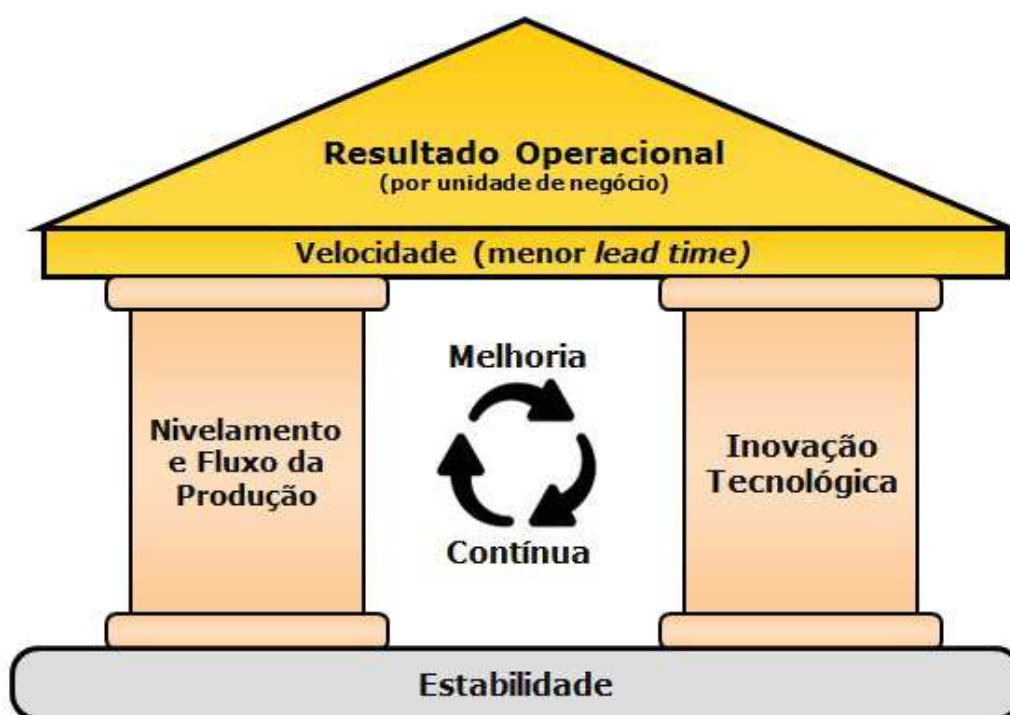 Resultado Operacional
(por unidade de negócio)
Velocidade (menor lead time)
Melhoria
Contínua
Nivelamento
e Fluxo da
Produção
Inovação
Tecnológica
Estabilidade